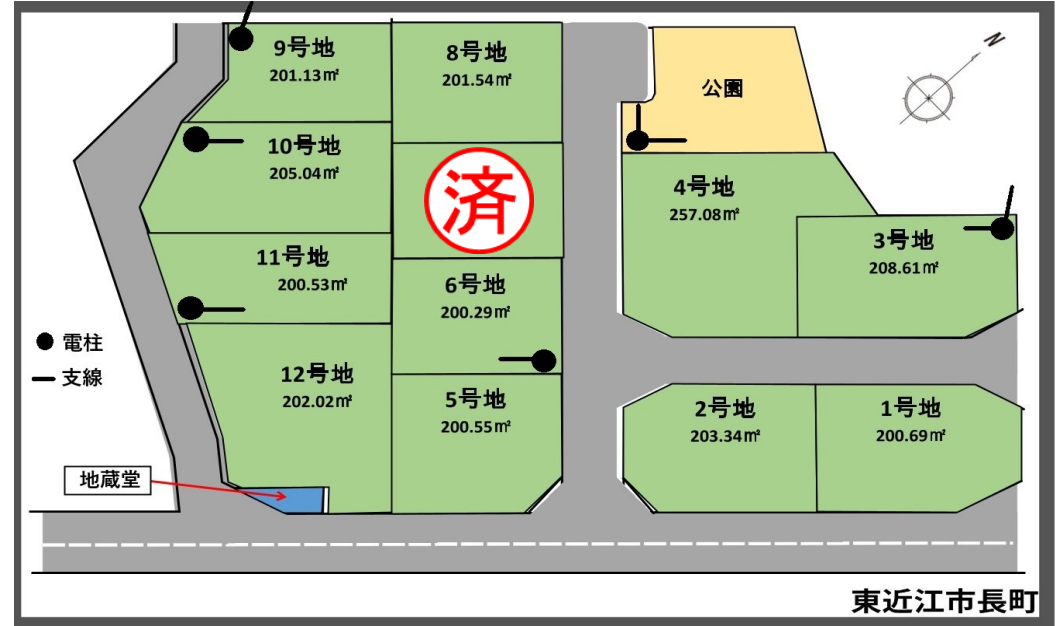 9号地
201.13㎡
8号地
201.54㎡
公園
N
10号地
205.04㎡
済
4号地
257.08㎡
3号地
208.61㎡
11号地
200.53㎡
6号地
200.29㎡
電柱
支線
12号地
202.02㎡
5号地
200.55㎡
2号地
203.34㎡
1号地
200.69㎡
地蔵堂
東近江市長町